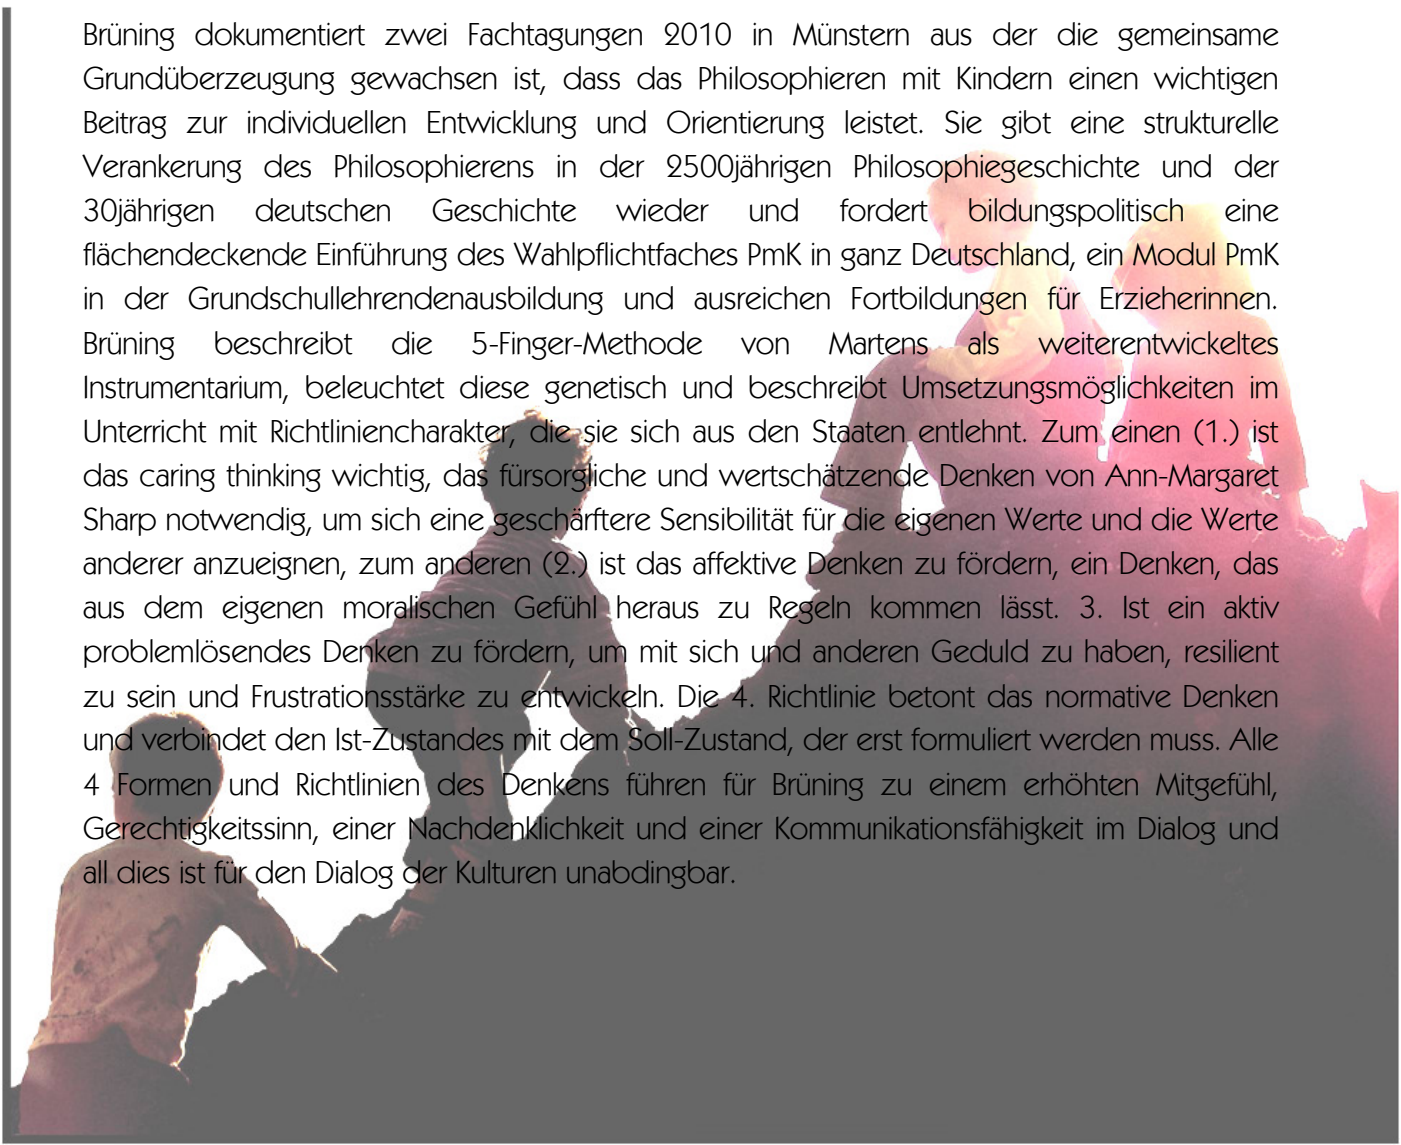 Brüning dokumentiert zwei Fachtagungen 2010 in Münstern aus der die gemeinsame
Grundüberzeugung gewachsen ist, dass das Philosophieren mit Kindern einen wichtigen
Beitrag zur individuellen Entwicklung und Orientierung leistet. Sie gibt eine strukturelle
Verankerung des Philosophierens in der 2500jährigen Philosophiegeschichte und der
30jährigen deutschen Geschichte wieder und fordert bildungspolitisch eine
flächendeckende Einführung des Wahlpflichtfaches PmK in ganz Deutschland, ein Modul PmK
in der Grundschullehrendenausbildung und ausreichen Fortbildungen für Erzieherinnen.
Brüning beschreibt die 5-Finger-Methode von Martens als weiterentwickeltes
Instrumentarium, beleuchtet diese genetisch und beschreibt Umsetzungsmöglichkeiten im
Unterricht mit Richtliniencharakter, die sie sich aus den Staaten entlehnt. Zum einen (1.) ist
das caring thinking wichtig, das fürsorgliche und wertschätzende Denken von Ann-Margaret
Sharp notwendig, um sich eine geschärftere Sensibilität für die eigenen Werte und die Werte
anderer anzueignen, zum anderen (2.) ist das affektive Denken zu fördern, ein Denken, das
aus dem eigenen moralischen Gefühl heraus zu Regeln kommen lässt. 3. Ist ein aktiv
problemlösendes Denken zu fördern, um mit sich und anderen Geduld zu haben, resilient
zu sein und Frustrationsstärke zu entwickeln. Die 4. Richtlinie betont das normative Denken
und verbindet den Ist-Zustandes mit dem Soll-Zustand, der erst formuliert werden muss. Alle
4 Formen und Richtlinien des Denkens führen für Brüning zu einem erhöhten Mitgefühl,
Gerechtigkeitssinn, einer Nachdenklichkeit und einer Kommunikationsfähigkeit im Dialog und
all dies ist für den Dialog der Kulturen unabdingbar.